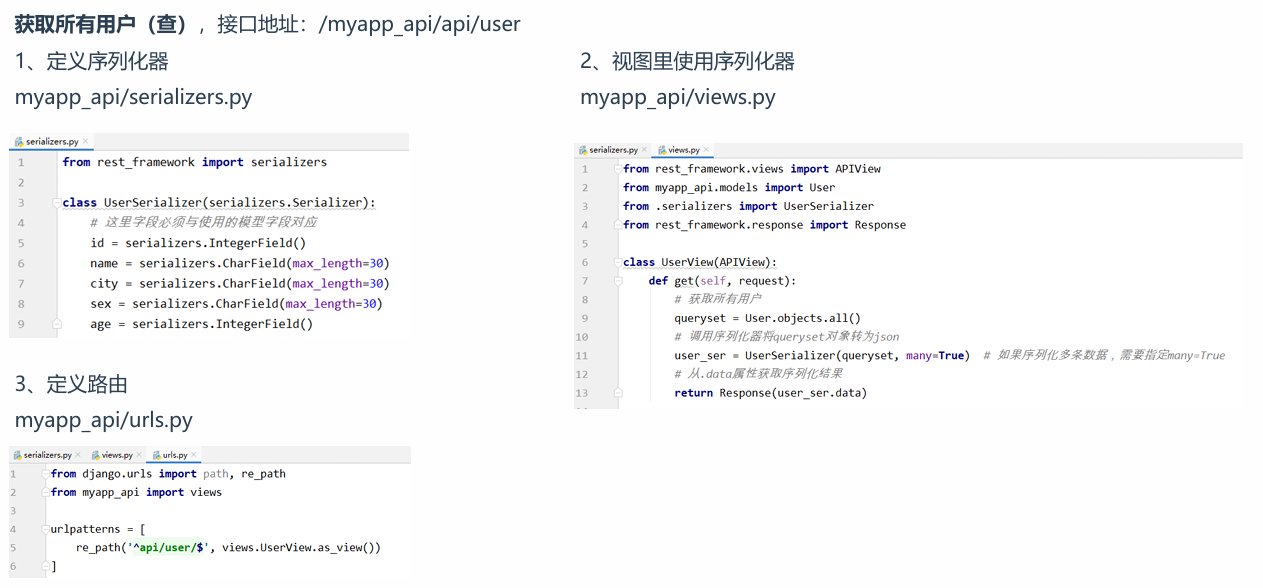 获取所有用户（查），接口地址：/myapp_api/api/user
1、定义序列化器
myapp_api/serializers.py
serializers.py
1 from rest_framework import serializers
2
3 class UserSerializer(serializers.Serializer):
4 # 这里字段必须与使用的模型字段对应
5 id = serializers.IntegerField()
6 name = serializers.CharField(max_length=30)
7 city = serializers.CharField(max_length=30)
8 sex = serializers.CharField(max_length=30)
9 age = serializers.IntegerField()
2、视图里使用序列化器
myapp_api/views.py
serializers.py views.py
1 from rest_framework.views import APIView
2 from myapp_api.models import User
3 from .serializers import UserSerializer
4 from rest_framework.response import Response
5
6 class UserView(APIView):
7 def get(self, request):
8 # 获取所有用户
9 queryset = User.objects.all()
10 # 调用序列化器将queryset对象转为json
11 user_ser = UserSerializer(queryset, many=True) # 如果序列化多条数据，需要指定many=True
12 # 从.data属性获取序列化结果
13 return Response(user_ser.data)
3、定义路由
myapp_api/urls.py
serializers.py views.py urls.py
1 from django.urls import path, re_path
2 from myapp_api import views
3
4 urlpatterns = [
5 re_path('^api/user/$', views.UserView.as_view())
6 ]